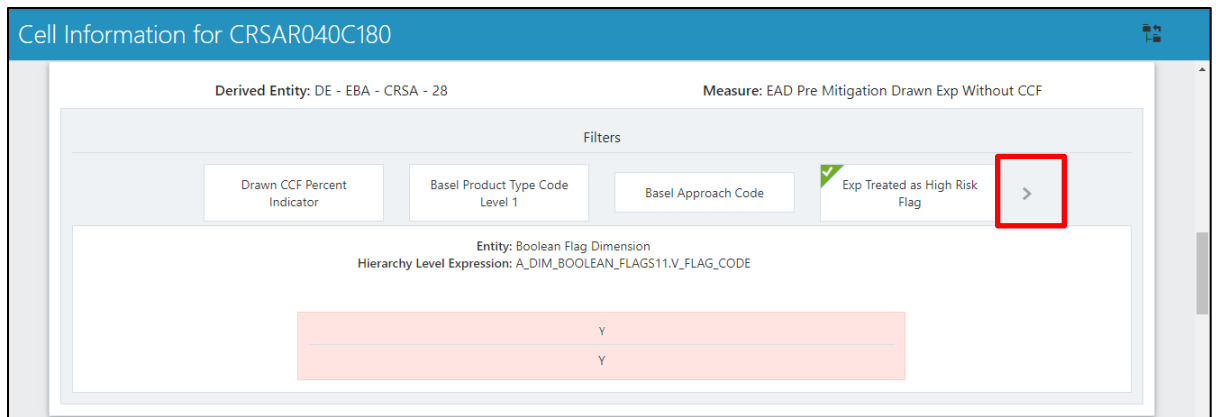 Cell Information for CRSAR040C180
Derived Entity: DE - EBA - CRSA - 28
Measure: EAD Pre Mitigation Drawn Exp Without CCF
Filters
Drawn CCF Percent
Indicator
Basel Product Type Code
Level 1
Basel Approach Code
Exp Treated as High Risk
Flag
Entity: Boolean Flag Dimension
Hierarchy Level Expression: A_DIM_BOOLEAN_FLAGS11.V_FLAG_CODE
Y
Y